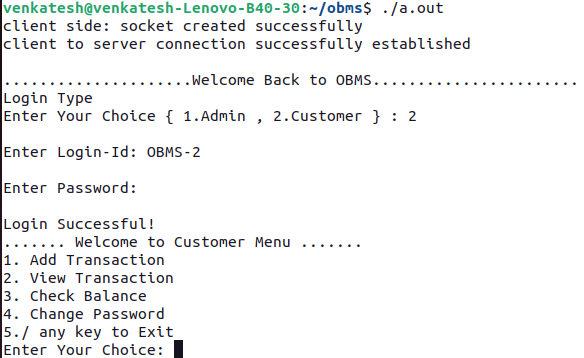 venkatesh@venkatesh-Lenovo-B40-30:~/obms$ ./a.out
client side: socket created successfully
client to server connection successfully established
.....................Welcome Back to OBMS.......................
Login Type
Enter Your Choice { 1.Admin , 2.Customer } : 2
Enter Login-Id: OBMS-2
Enter Password:
Login Successful!
....... Welcome to Customer Menu .......
1. Add Transaction
2. View Transaction
3. Check Balance
4. Change Password
5./ any key to Exit
Enter Your Choice: